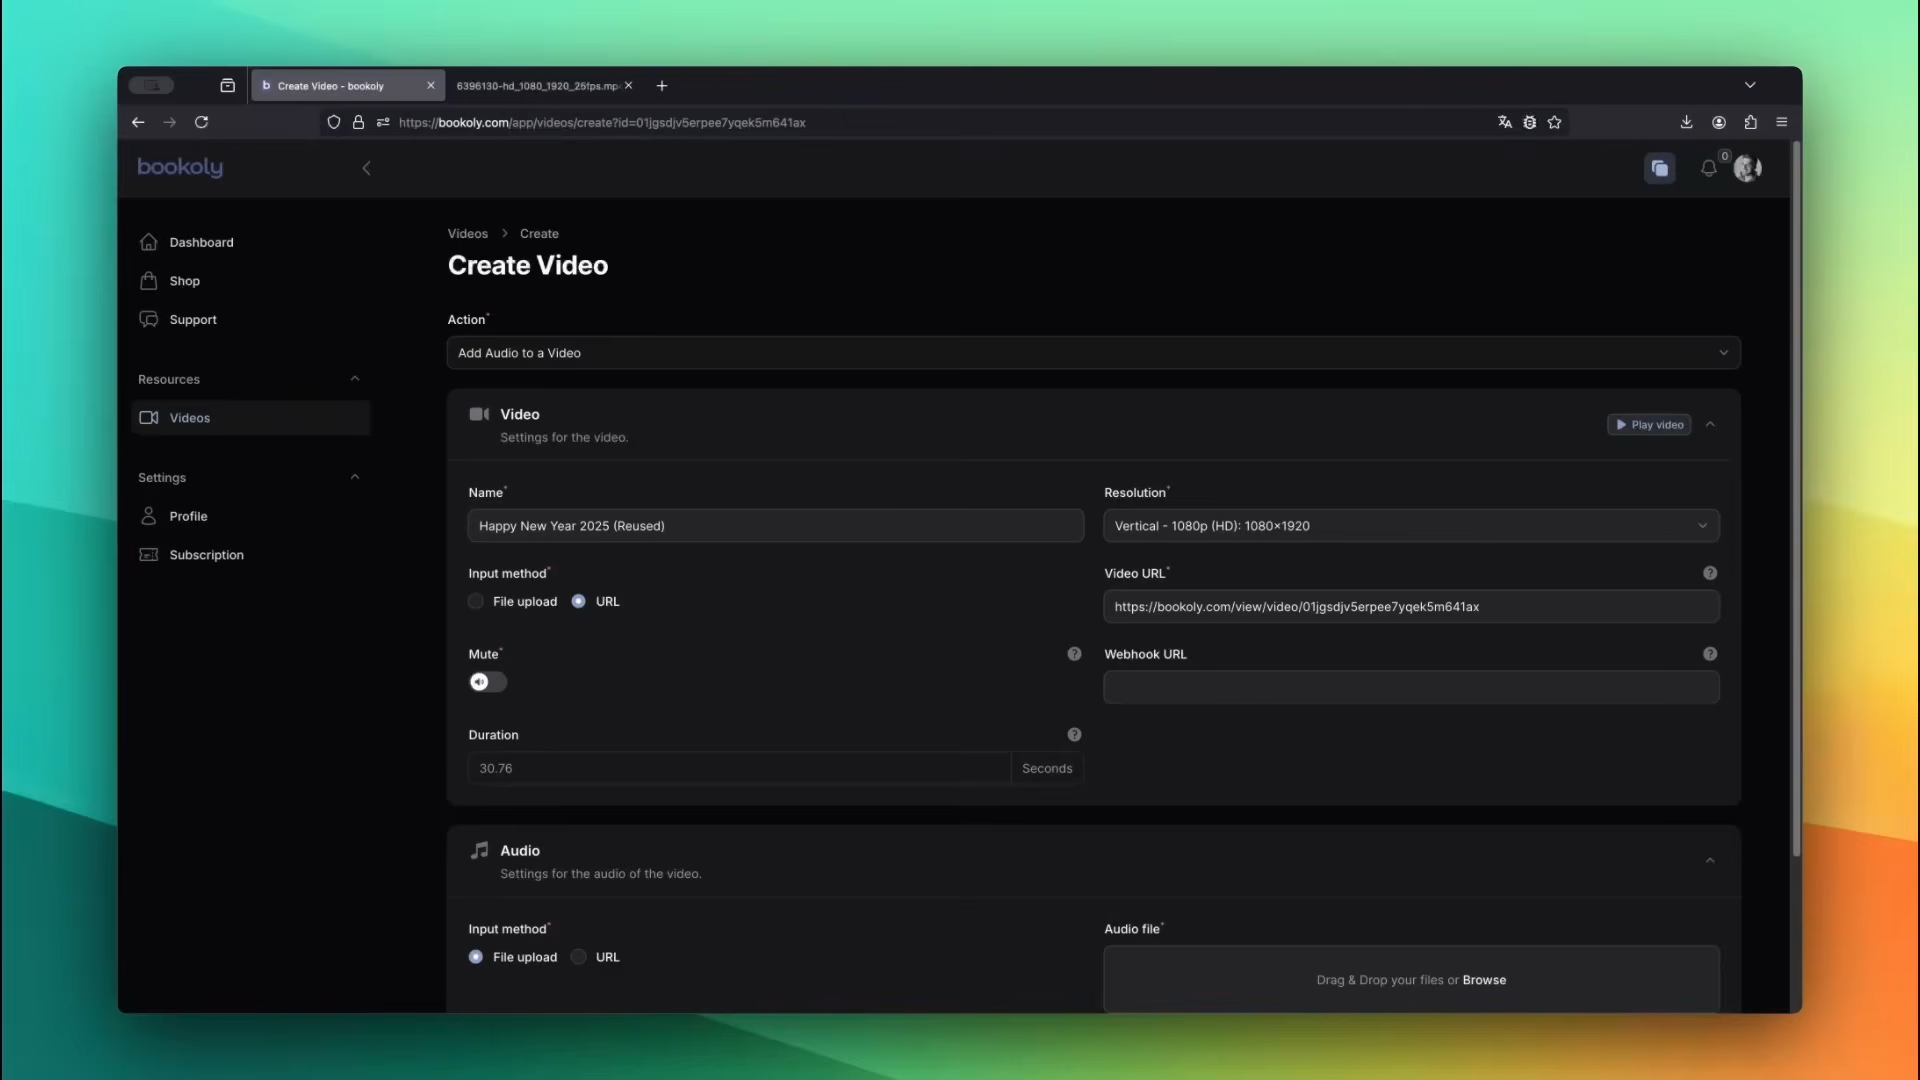 Create Video - bookoly
6396130-hd_1080_1920_25fps.mp
https://bookoly.com/app/videos/create?id=01jgsdjv5erpee7yqek5m641ax
bookoly
0
Dashboard
Shop
Support
Resources
Videos
Settings
Profile
Subscription
Videos > Create
Create Video
Action*
Add Audio to a Video
Video
Settings for the video.
Play video
Name*
Happy New Year 2025 (Reused)
Resolution*
Vertical - 1080p (HD): 1080x1920
Input method*
File upload
URL
Video URL*
https://bookoly.com/view/video/01jgsdjv5erpee7yqek5m641ax
Mute*
Webhook URL
Duration
30.76
Seconds
Audio
Settings for the audio of the video.
Input method*
File upload
URL
Audio file*
Drag & Drop your files or Browse